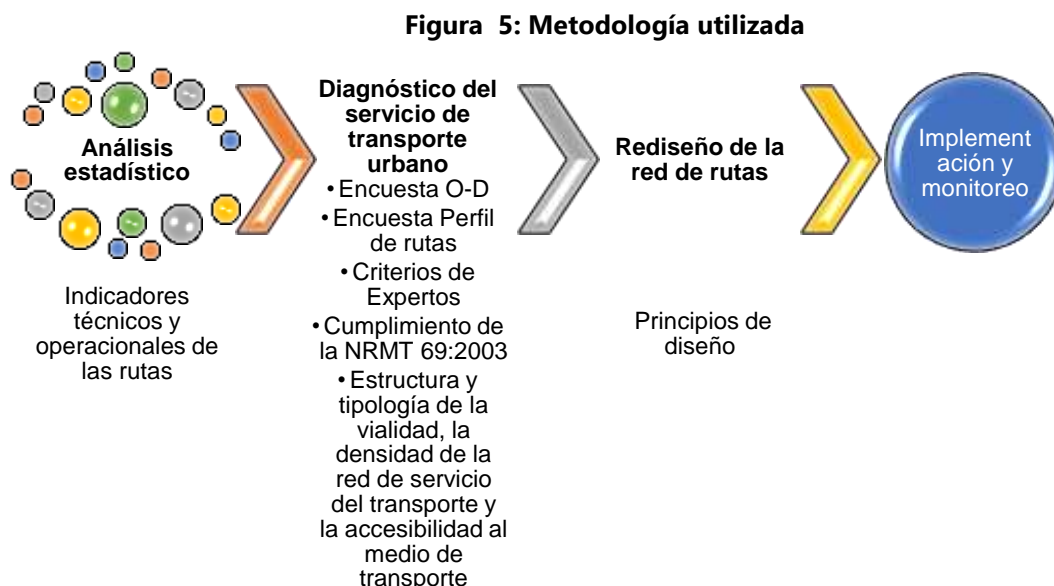 Figura 5: Metodología utilizada
Análisis
estadístico
Indicadores
técnicos y
operacionales de
las rutas
Diagnóstico del
servicio de
transporte
urbano
• Encuesta O-D
• Encuesta Perfil
de rutas
• Criterios de
Expertos
• Cumplimiento de
la NRMT 69:2003
• Estructura y
tipología de la
vialidad, la
densidad de la
red de servicio
del transporte y
la accesibilidad al
medio de
transporte
Rediseño de la
red de rutas
Principios de
diseño
Implement
ación y
monitoreo